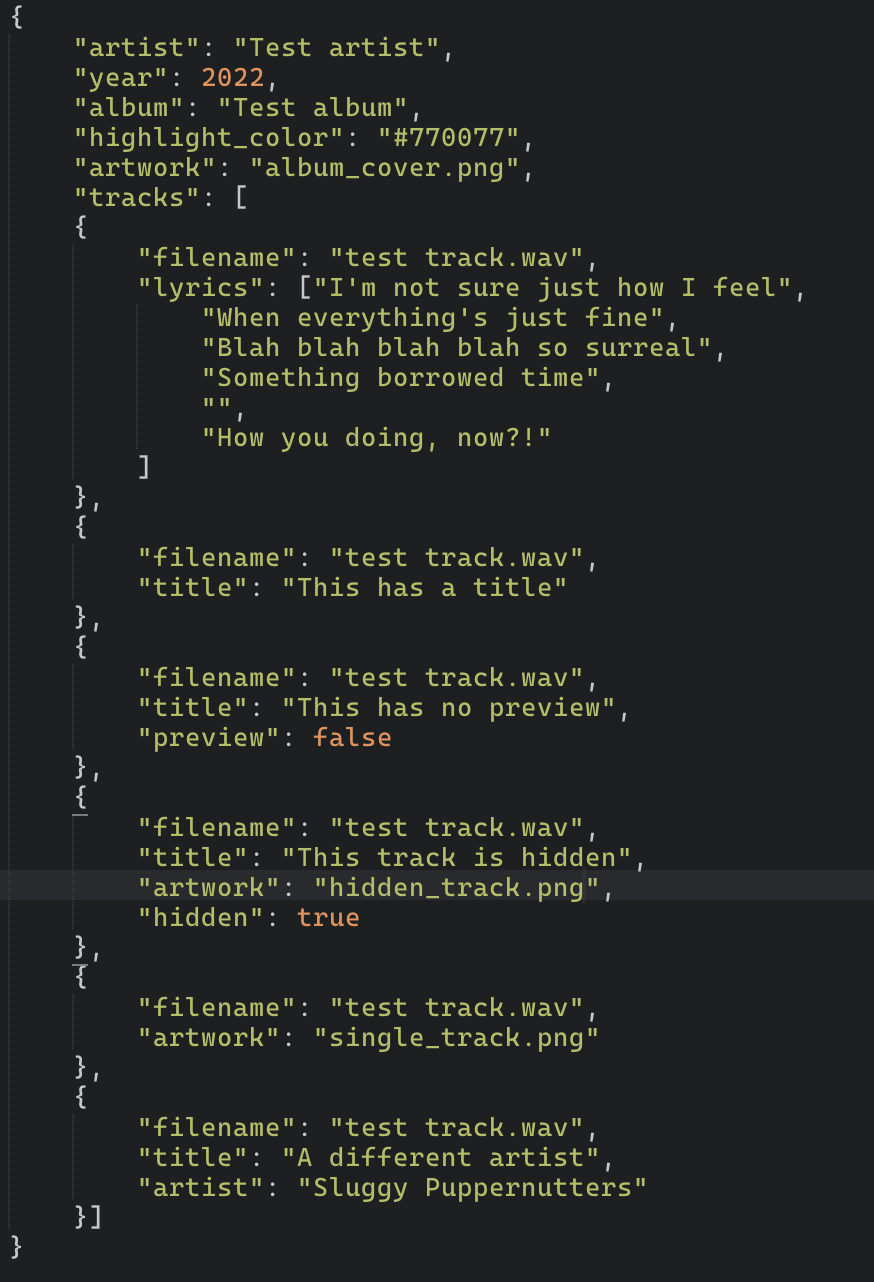 {
    "artist": "Test artist",
    "year": 2022,
    "album": "Test album",
    "highlight_color": "#770077",
    "artwork": "album_cover.png",
    "tracks": [
    {
        "filename": "test track.wav",
        "lyrics": ["I'm not sure just how I feel",
            "When everything's just fine",
            "Blah blah blah blah so surreal",
            "Something borrowed time",
            "",
            "How you doing, now?!"
        ]
    },
    {
        "filename": "test track.wav",
        "title": "This has a title"
    },
    {
        "filename": "test track.wav",
        "title": "This has no preview",
        "preview": false
    },
    {
        "filename": "test track.wav",
        "title": "This track is hidden",
        "artwork": "hidden_track.png",
        "hidden": true
    },
    {
        "filename": "test track.wav",
        "artwork": "single_track.png"
    },
    {
        "filename": "test track.wav",
        "title": "A different artist",
        "artist": "Sluggy Puppernutters"
    }]
}